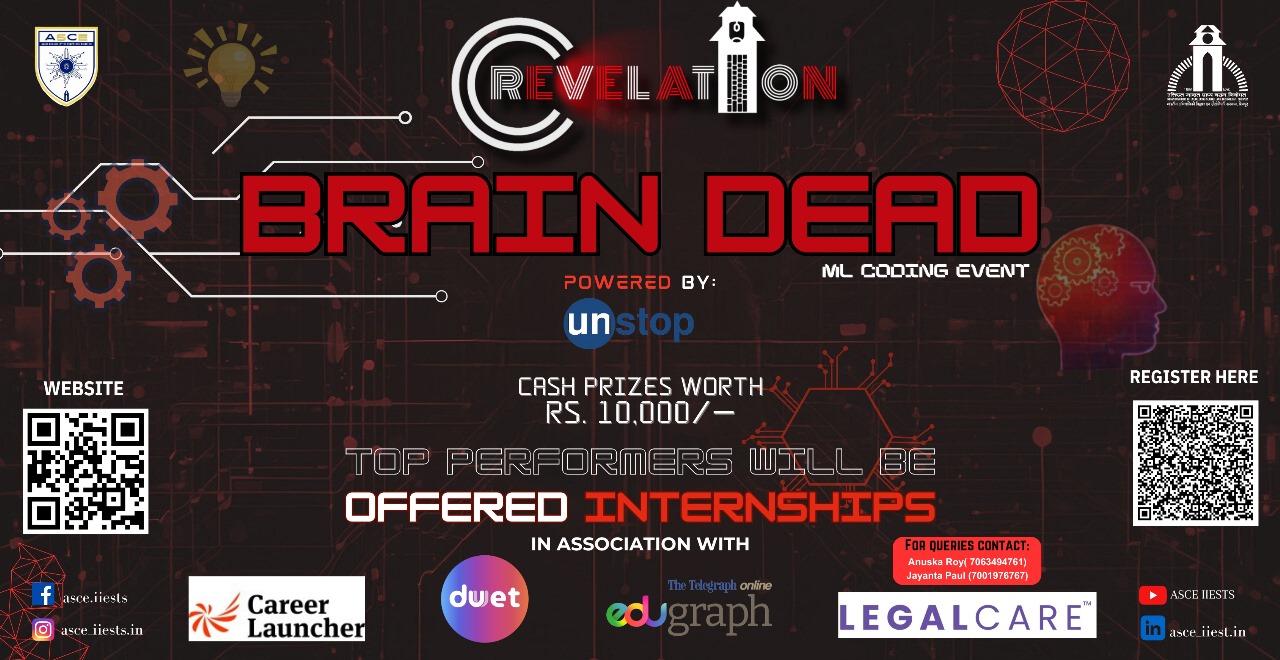 ASCE
REVELATION
BRAIN DEAD
ML CODING EVENT
POWERED BY:
unstop
WEBSITE
REGISTER HERE
CASH PRIZES WORTH
RS. 10,000/-
TOP PERFORMERS WILL BE
OFFERED INTERNSHIPS
IN ASSOCIATION WITH
FOR QUERIES CONTACT:
Anuska Roy( 7063494761)
Jayanta Paul (7001976767)
asce.iiests
asce_iiests.in
Career
Launcher
duet
The Telegraph online
edugraph
LEGALCARE™
ASCE IIESTS
asce_iiest.in